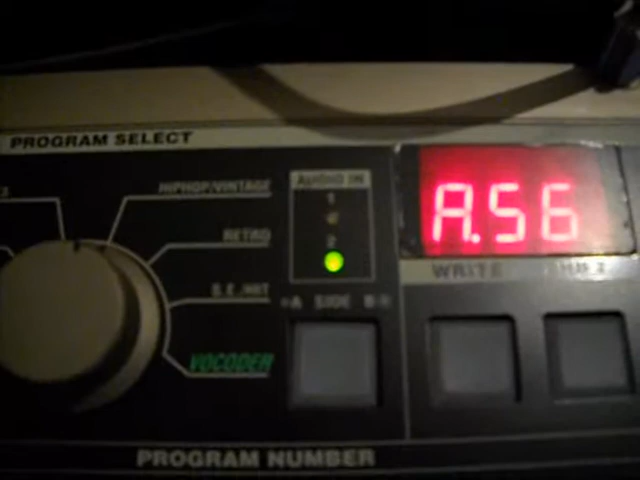 PROGRAM SELECT
HIPHOP/VINTAGE
AUDIO IN
1
2
RETRO
A.56
WRITE
S.E./HIT
A SIDE B
VOCODER
PROGRAM NUMBER